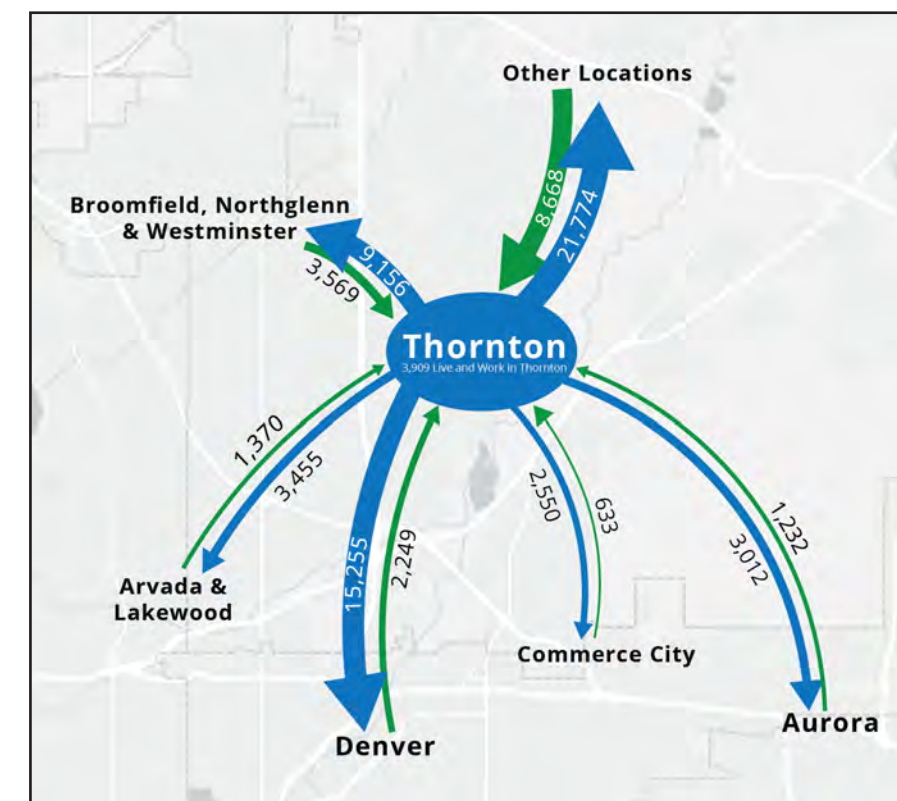 Other Locations
8,668
21,774
Broomfield, Northglenn
& Westminster
9,156
3,569
Thornton
3,909 Live and Work in Thornton
1,370
3,455
15,255
2,249
2,550
633
1,232
3,012
Arvada &
Lakewood
Commerce City
Aurora
Denver